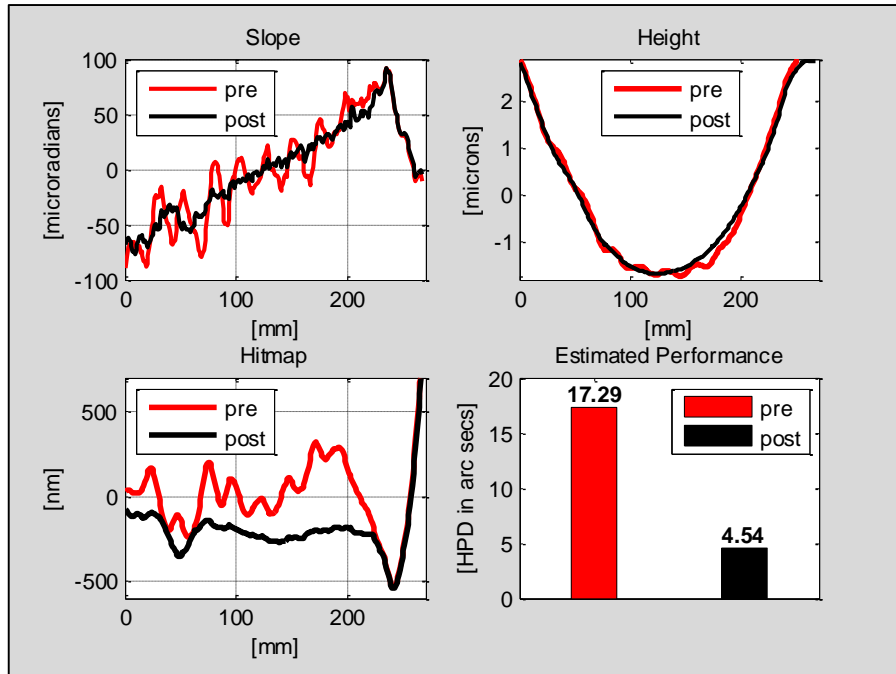 Slope
100
50
0
-50
-100
[microradians]
pre
post
0
100
200
[mm]
Height
2
1
0
-1
[microns]
pre
post
0
100
200
[mm]
Hitmap
500
0
-500
[nm]
pre
post
0
100
200
[mm]
Estimated Performance
20
15
10
5
0
[HPD in arc secs]
17.29
4.54
pre
post